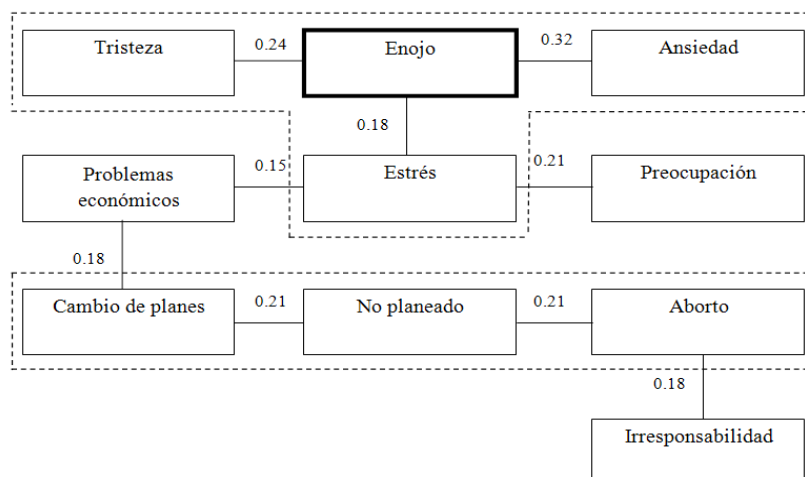 Tristeza
0.24
Enojo
0.32
Ansiedad
0.18
Problemas
económicos
0.15
Estrés
0.21
Preocupación
0.18
Cambio de planes
0.21
No planeado
0.21
Aborto
0.18
Irresponsabilidad